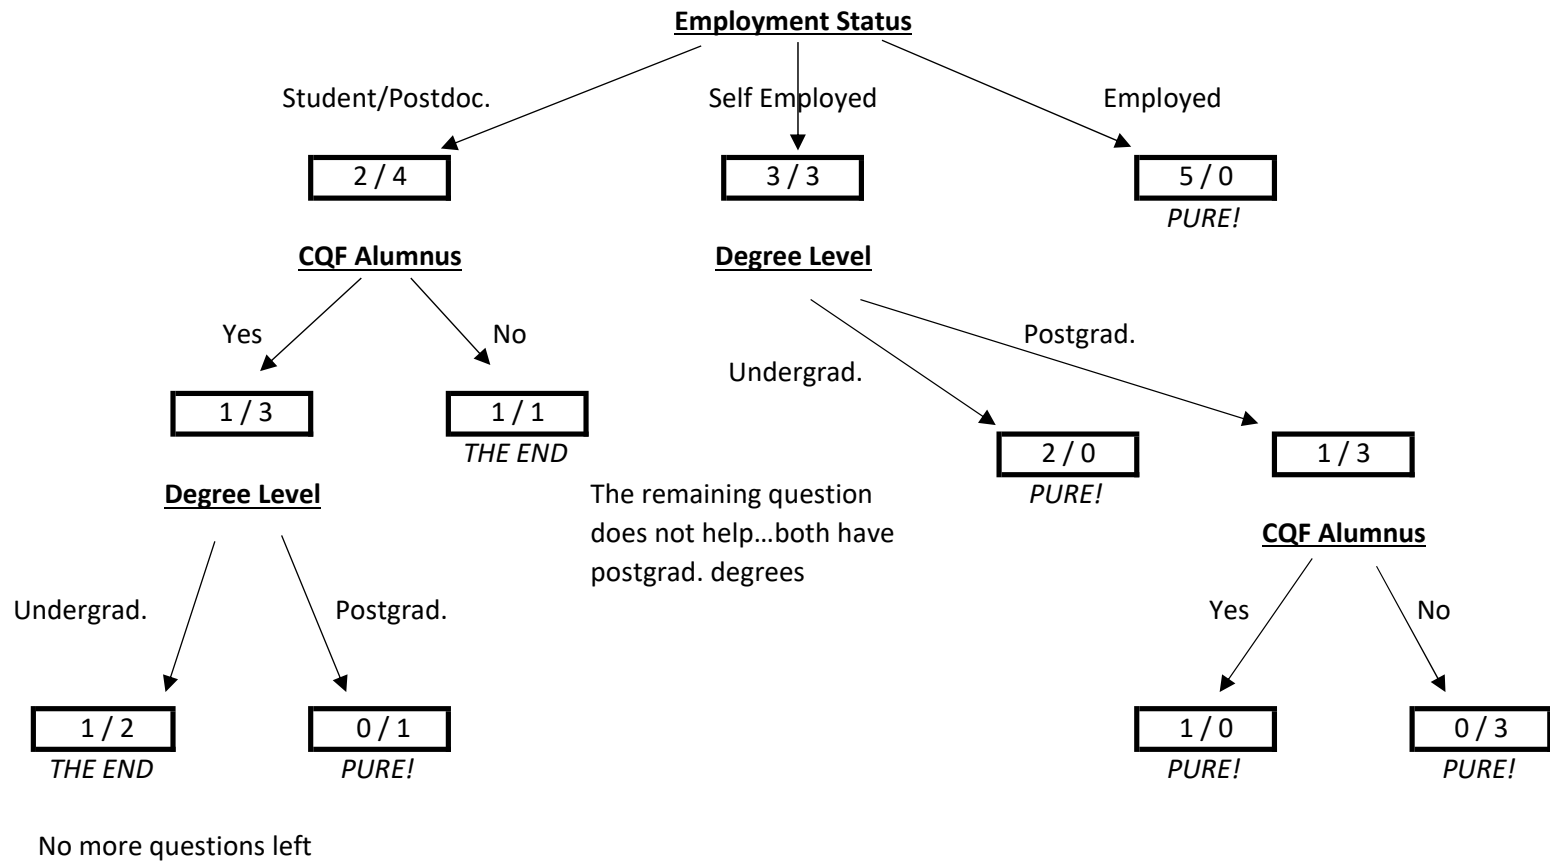 Employment Status
Student/Postdoc.
Self Employed
Employed
2 / 4
3 / 3
5 / 0
PURE!
CQF Alumnus
Degree Level
Yes
No
Postgrad.
Undergrad.
1 / 3
1 / 1
THE END
2 / 0
PURE!
1 / 3
Degree Level
The remaining question
does not help...both have
postgrad. degrees
CQF Alumnus
Undergrad.
Postgrad.
Yes
No
1 / 2
THE END
0 / 1
PURE!
1 / 0
PURE!
0 / 3
PURE!
No more questions left